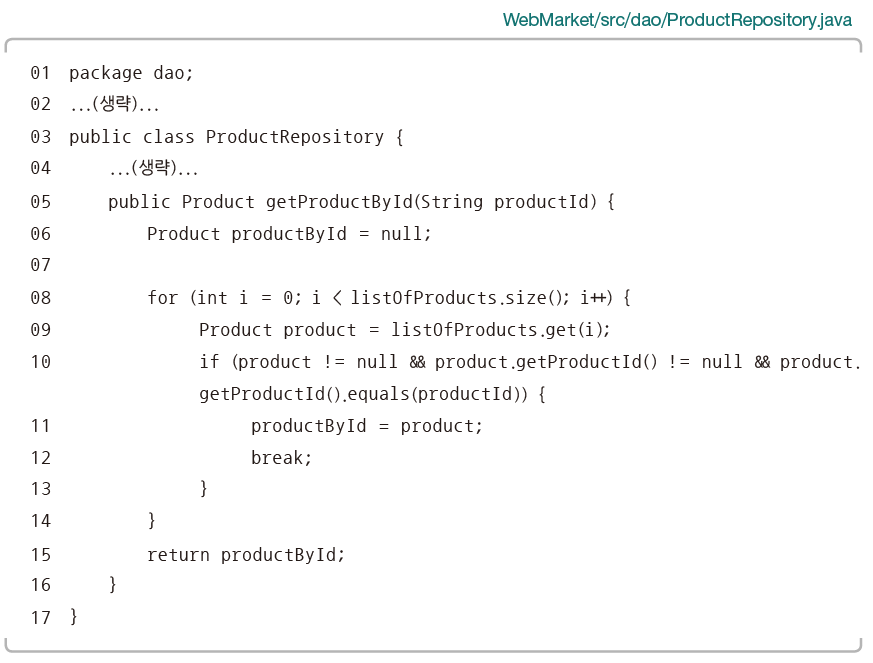 WebMarket/src/dao/ProductRepository.java
01 package dao;
02 ...(생략)...
03 public class ProductRepository {
04     ...(생략)...
05     public Product getProductById(String productId) {
06         Product productById = null;
07
08         for (int i = 0; i < listOfProducts.size(); i++) {
09             Product product = listOfProducts.get(i);
10             if (product != null && product.getProductId() != null && product.
               getProductId().equals(productId)) {
11                 productById = product;
12                 break;
13             }
14         }
15         return productById;
16     }
17 }